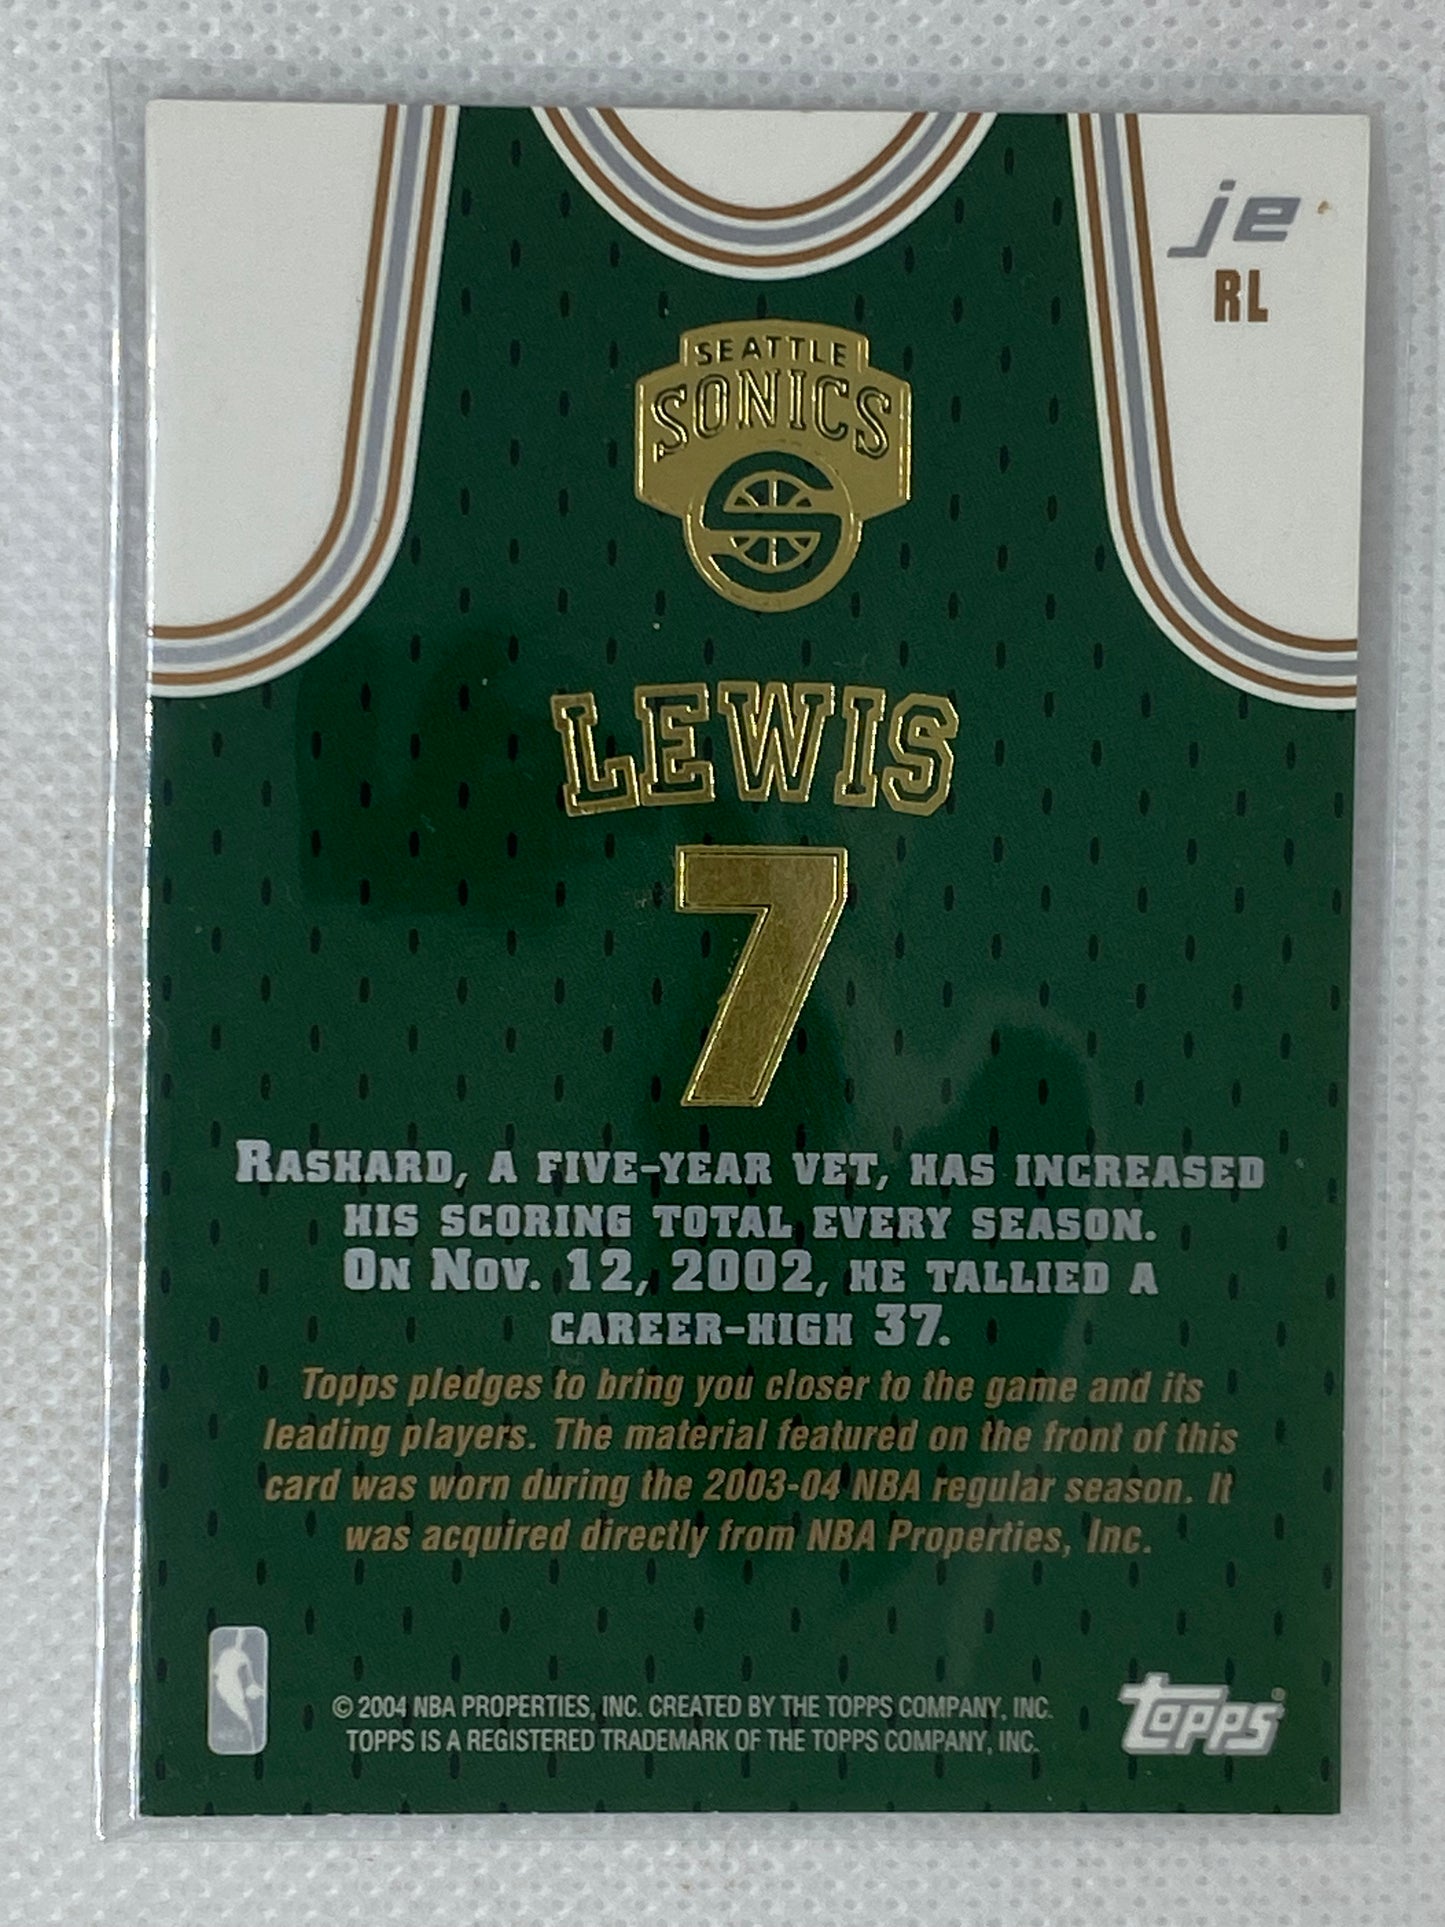 je
RL
SEATTLE
SONICS
LEWIS
7
RASHARD, A FIVE-YEAR VET, HAS INCREASED
HIS SCORING TOTAL EVERY SEASON.
ON NOV. 12, 2002, HE TALLIED A
CAREER-HIGH 37.
Topps pledges to bring you closer to the game and its
leading players. The material featured on the front of this
card was worn during the 2003-04 NBA regular season. It
was acquired directly from NBA Properties, Inc.
© 2004 NBA PROPERTIES, INC. CREATED BY THE TOPPS COMPANY, INC.
TOPPS IS A REGISTERED TRADEMARK OF THE TOPPS COMPANY, INC.
topps®